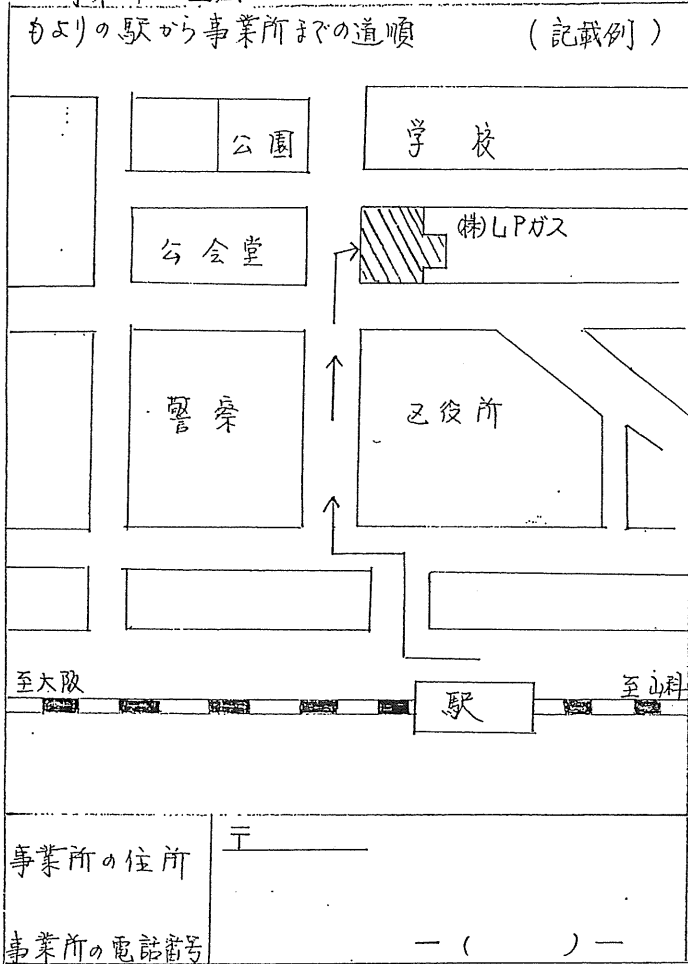 もよりの駅から事業所までの道順 (記載例)
公園
学校
公会堂
(株)LPガス
警察
区役所
至大阪
至山科
駅
事業所の住所
〒
事業所の電話番号
ー( )ー